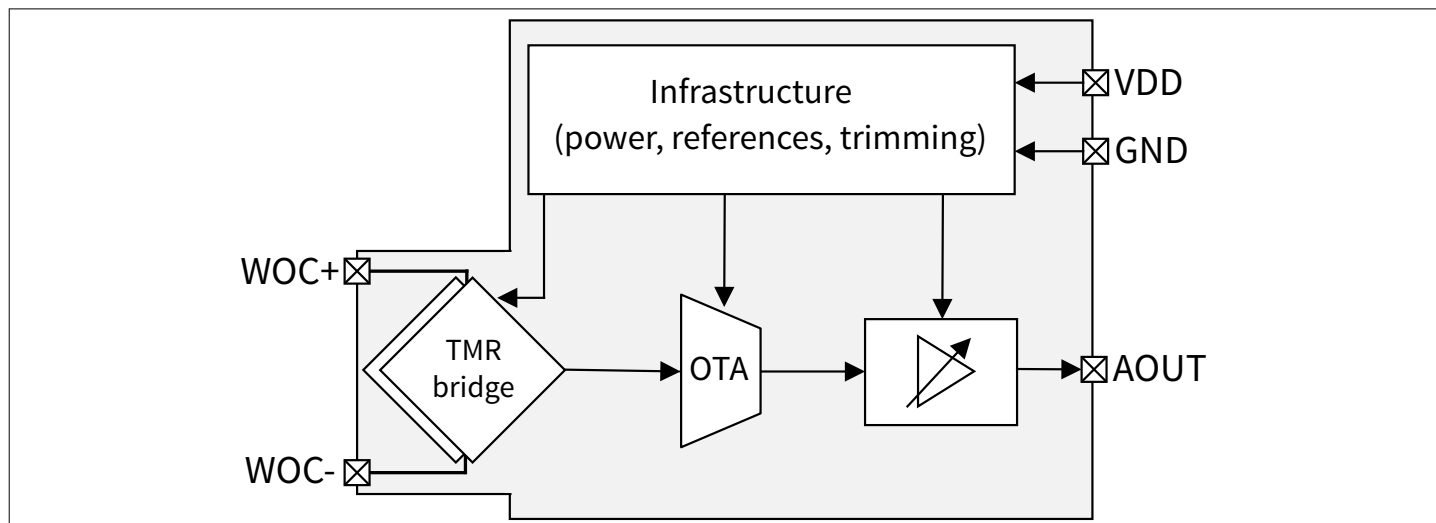 Infrastructure
(power, references, trimming)
VDD
GND
WOC+
TMR
bridge
OTA
AOUT
WOC-